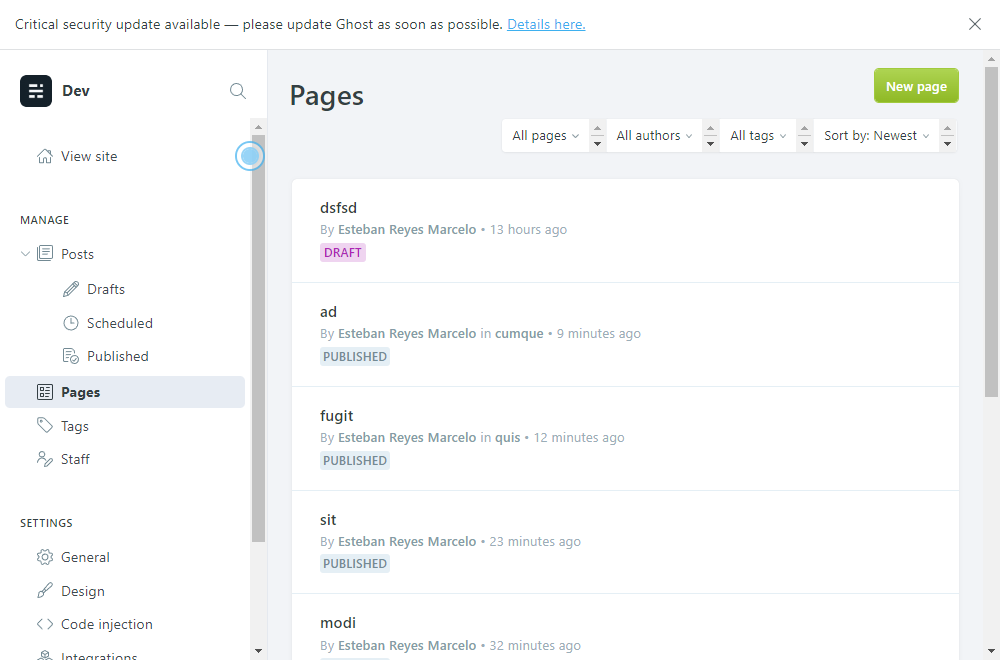 Critical security update available — please update Ghost as soon as possible. Details here.
Dev
View site
MANAGE
Posts
Drafts
Scheduled
Published
Pages
Tags
Staff
SETTINGS
General
Design
Code injection
Integrations
Pages
New page
All pages
All authors
All tags
Sort by: Newest
dsfsd
By Esteban Reyes Marcelo • 13 hours ago
DRAFT
ad
By Esteban Reyes Marcelo in cumque • 9 minutes ago
PUBLISHED
fugit
By Esteban Reyes Marcelo in quis • 12 minutes ago
PUBLISHED
sit
By Esteban Reyes Marcelo • 23 minutes ago
PUBLISHED
modi
By Esteban Reyes Marcelo • 32 minutes ago